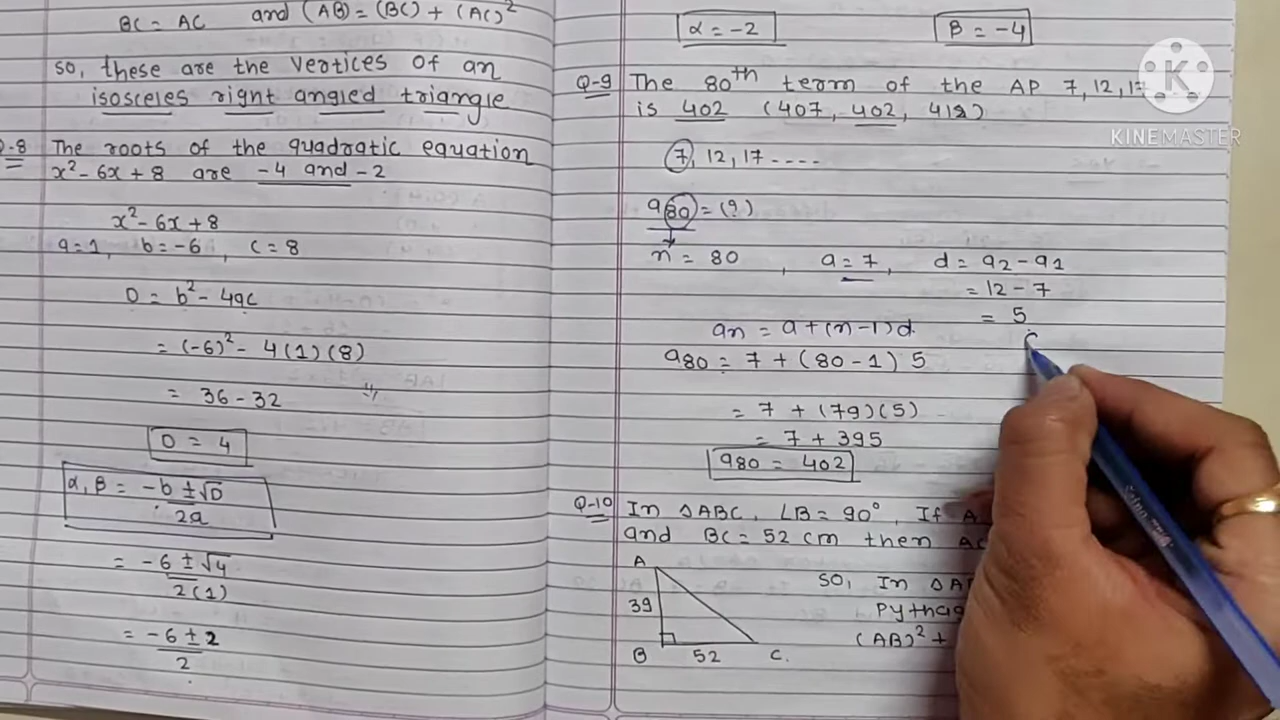 BC = AC and (AB) = (BC) + (AC)²
so, these are the vertices of an
isosceles right angled triangle
Q-8 The roots of the quadratic equation
x² - 6x + 8 are -4 and -2
x² - 6x + 8
a = 1, b = -6, c = 8
D = b² - 4ac
= (-6)² - 4(1)(8)
= 36 - 32
D = 4
α, β = -b ± √D
2a
= -6 ± √4
2(1)
= -6 ± 2
2
α = -2 β = -4
Q-9 The 80th term of the AP 7, 12, 17
is 402 (407, 402, 412)
7, 12, 17 ----
a80 = (?)
n = 80, a = 7, d = a2 - a1
= 12 - 7
= 5
an = a + (n-1)d
a80 = 7 + (80 - 1) 5
= 7 + (79)(5)
= 7 + 395
a80 = 402
Q-10 In △ABC, ∠B = 90°, If A
and BC = 52 cm then AC
A
39
B 52 C.
SO, In △AB
Pythag
(AB)² +
K
KINEMASTER